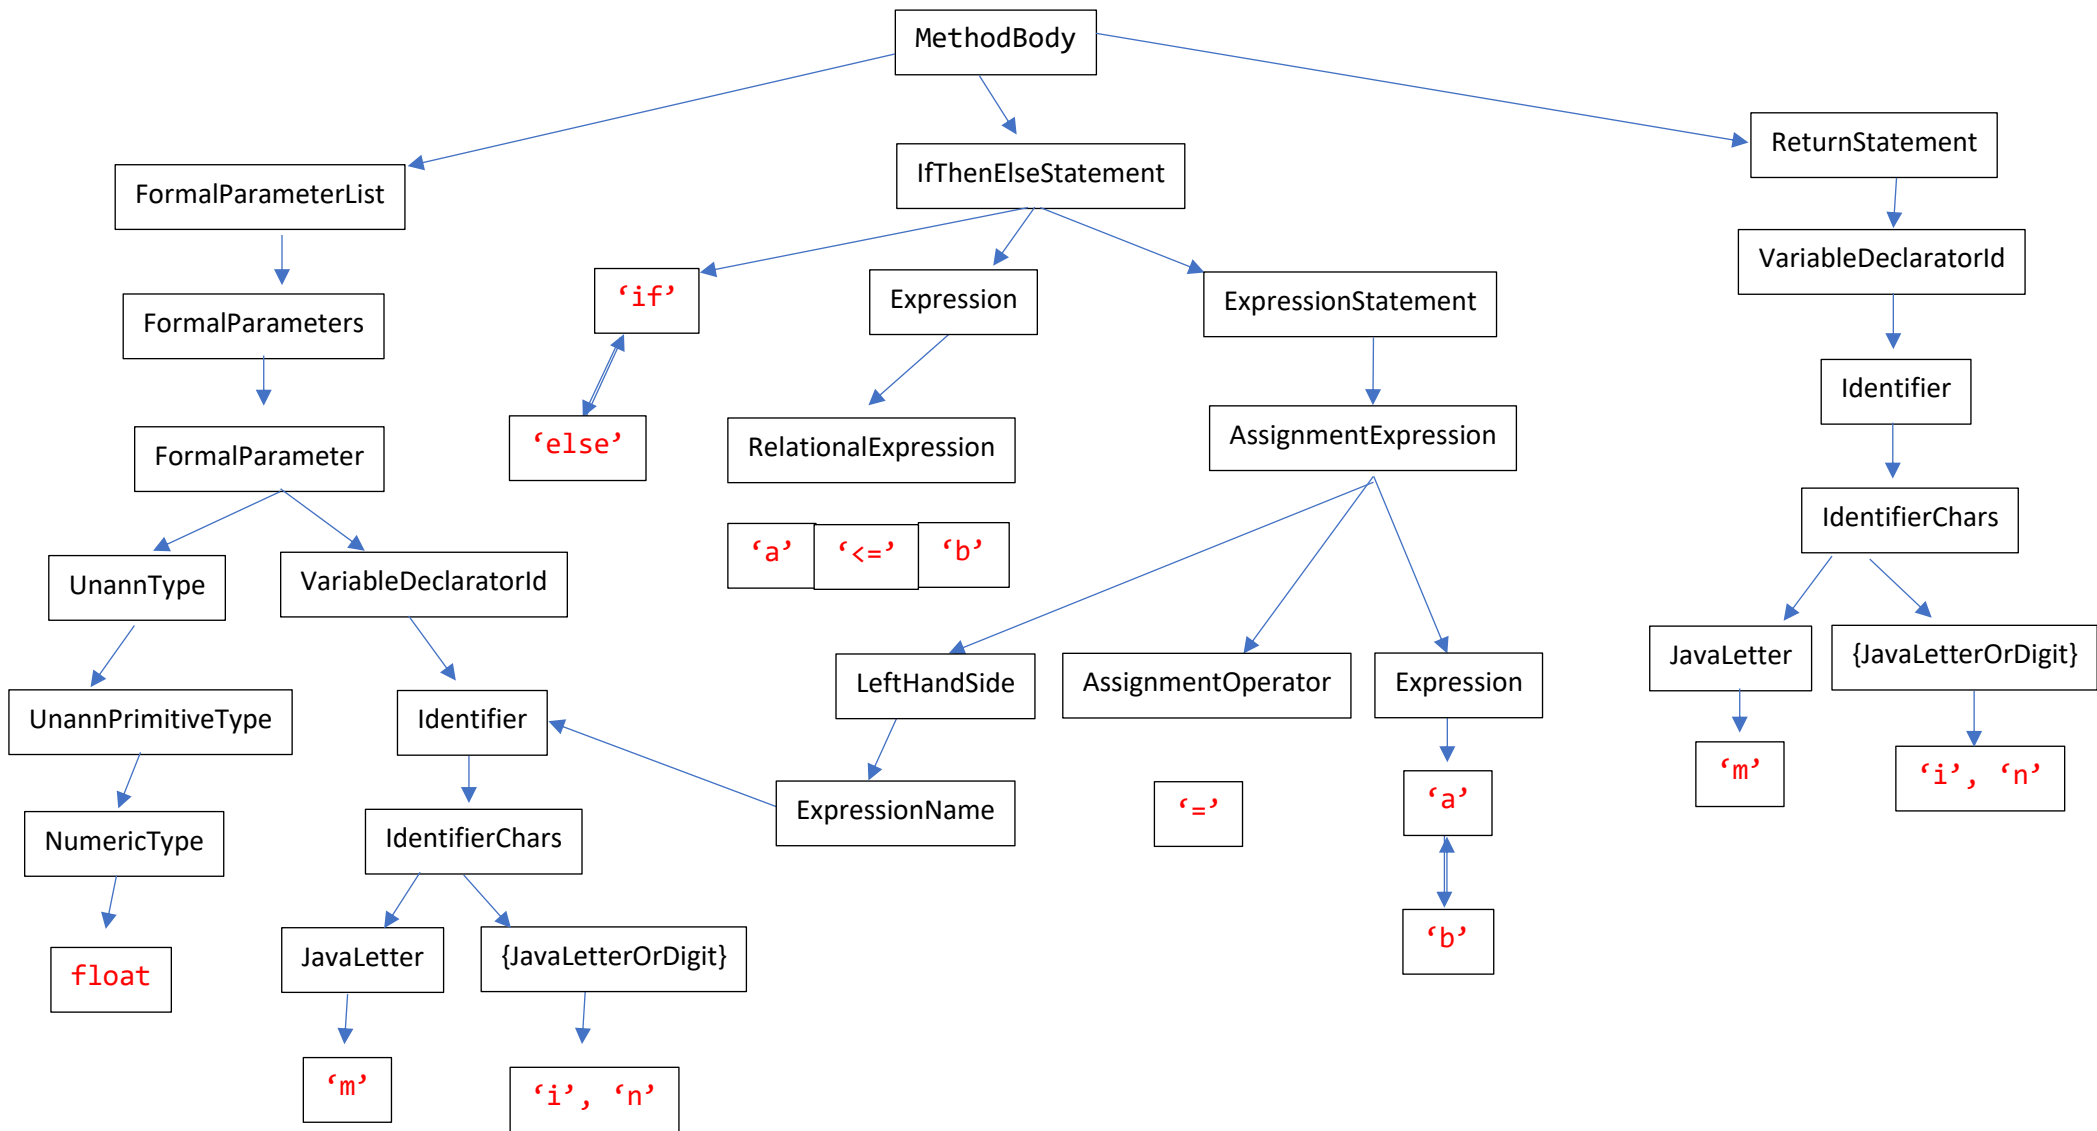 MethodBody
ReturnStatement
IfThenElseStatement
FormalParameterList
VariableDeclaratorId
‘if’
Expression
ExpressionStatement
FormalParameters
Identifier
‘else’
RelationalExpression
AssignmentExpression
FormalParameter
IdentifierChars
‘a’
‘<=’
‘b’
UnannType
VariableDeclaratorId
JavaLetter
{JavaLetterOrDigit}
LeftHandSide
AssignmentOperator
Expression
UnannPrimitiveType
Identifier
‘m’
‘i’, ‘n’
ExpressionName
‘=’
‘a’
NumericType
IdentifierChars
‘b’
JavaLetter
{JavaLetterOrDigit}
float
‘m’
‘i’, ‘n’